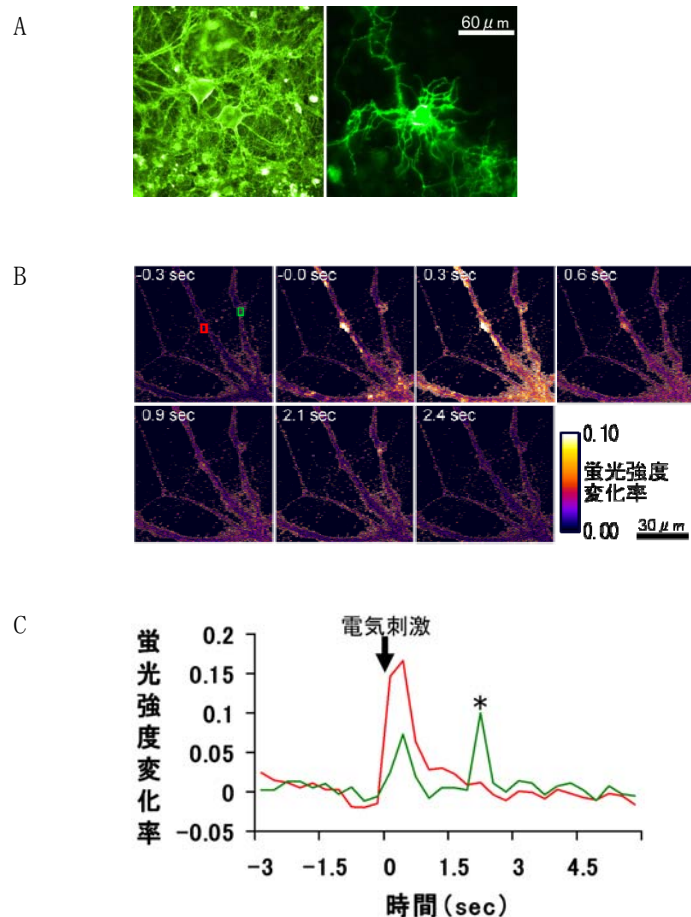 A
60μm
B
-0.3 sec
-0.0 sec
0.3 sec
0.6 sec
0.9 sec
2.1 sec
2.4 sec
0.10
蛍光強度
変化率
0.00
30μm
C
電気刺激
蛍光強度変化率
0.2
0.15
0.1
0.05
0
-0.05
*
-3
-1.5
0
1.5
3
4.5
時間(sec)